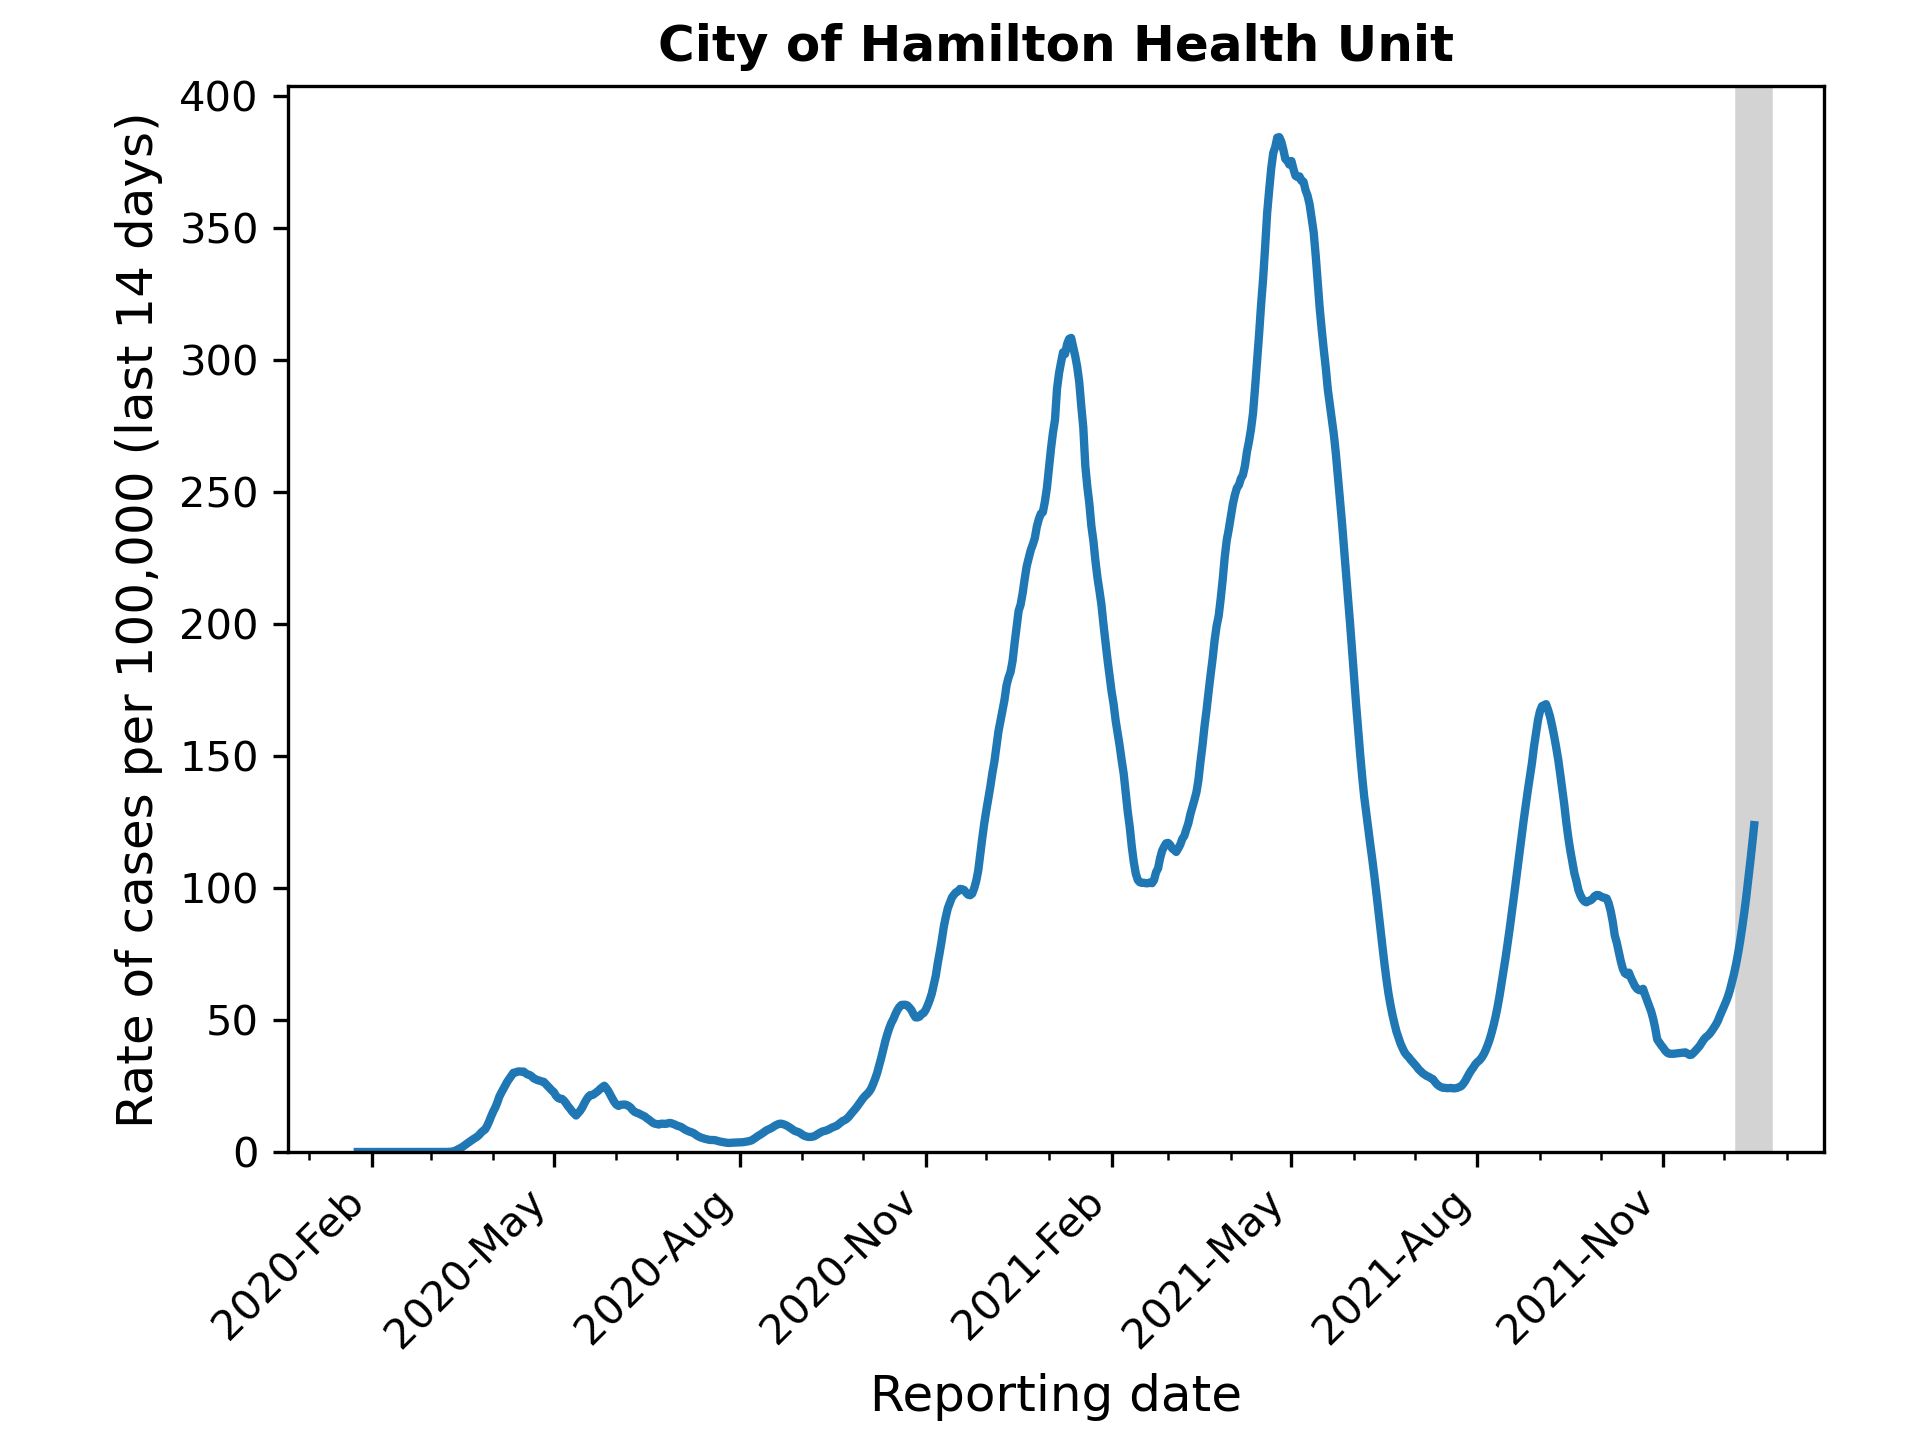 City of Hamilton Health Unit
Rate of cases per 100,000 (last 14 days)
400
350
300
250
200
150
100
50
0
2020-Feb
2020-May
2020-Aug
2020-Nov
2021-Feb
2021-May
2021-Aug
2021-Nov
Reporting date